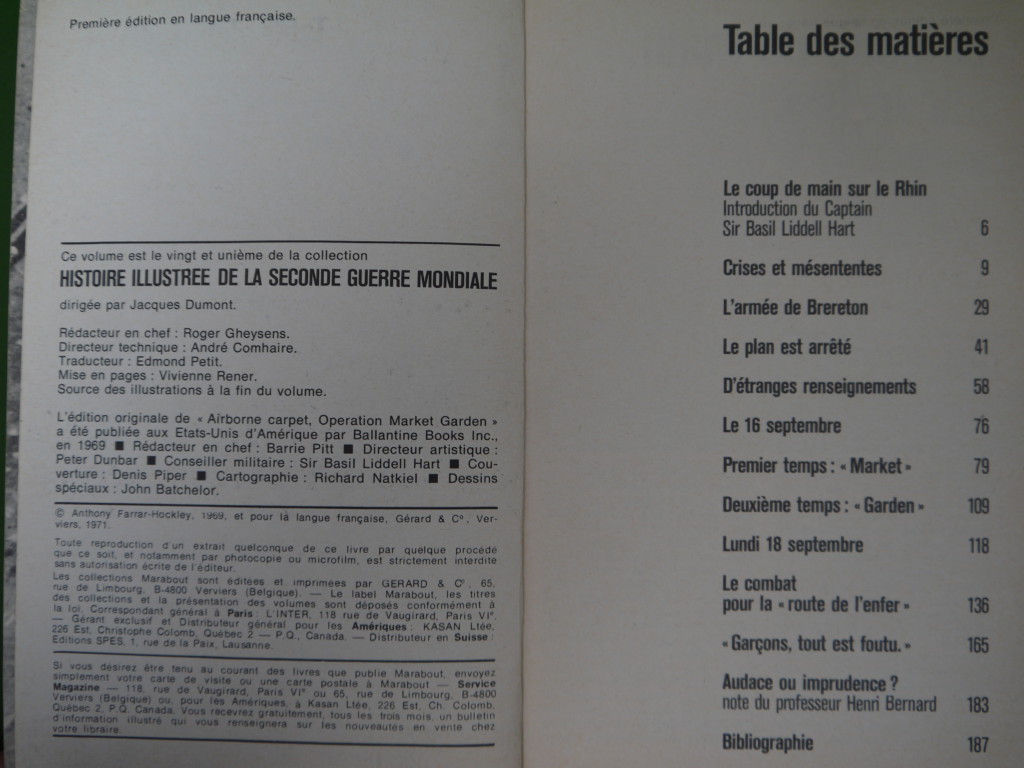 Première édition en langue française.
Ce volume est le vingt et unième de la collection
HISTOIRE ILLUSTREE DE LA SECONDE GUERRE MONDIALE
dirigée par Jacques Dumont.
Rédacteur en chef : Roger Gheysens.
Directeur technique : André Comhaire.
Traducteur : Edmond Petit.
Mise en pages : Vivienne Rener.
Source des illustrations à la fin du volume.
L'édition originale de « Airborne carpet, Operation Market Garden »
a été publiée aux Etats-Unis d'Amérique par Ballantine Books Inc.,
en 1969 ■ Rédacteur en chef : Barrie Pitt ■ Directeur artistique :
Peter Dunbar ■ Conseiller militaire : Sir Basil Liddell Hart ■ Cou-
verture : Denis Piper ■ Cartographie : Richard Natkiel ■ Dessins
spéciaux : John Batchelor.
© Anthony Farrar-Hockley, 1969, et pour la langue française, Gérard & C°, Ver-
viers, 1971.
Toute reproduction d'un extrait quelconque de ce livre par quelque procédé
que ce soit, et notamment par photocopie ou microfilm, est strictement interdite
sans autorisation écrite de l'éditeur.
Les collections Marabout sont éditées et imprimées par GERARD & C°, 65,
rue de Limbourg, B-4800 Verviers (Belgique). — Le label Marabout, les titres
des collections et la présentation des volumes sont déposés conformément à
la loi. Correspondant général à Paris : L'INTER, 118 rue de Vaugirard, Paris VI°.
— Gérant exclusif et Distributeur général pour les Amériques : KASAN Ltée,
226 Est, Christophe Colomb, Québec 2 — P.Q., Canada. — Distributeur en Suisse :
Editions SPES, 1, rue de la Paix, Lausanne.
Si vous désirez être tenu au courant des livres que publie Marabout, envoyez
simplement votre carte de visite ou une carte postale à Marabout — Service
Magazine — 118, rue de Vaugirard, Paris VI° ou 65, rue de Limbourg, B-4800
Verviers (Belgique) ou, pour les Amériques, à Kasan Ltée, 226 Est, Ch. Colomb,
Québec 2, P.Q. Canada. Vous recevrez gratuitement, tous les trois mois, un bulletin
d'information illustré qui vous renseignera sur les nouveautés en vente chez
votre libraire.
Table des matières
Le coup de main sur le Rhin
Introduction du Captain
Sir Basil Liddell Hart 6
Crises et mésententes 9
L'armée de Brereton 29
Le plan est arrêté 41
D'étranges renseignements 58
Le 16 septembre 76
Premier temps : « Market » 79
Deuxième temps : « Garden » 109
Lundi 18 septembre 118
Le combat
pour la « route de l'enfer » 136
« Garçons, tout est foutu. » 165
Audace ou imprudence ?
note du professeur Henri Bernard 183
Bibliographie 187